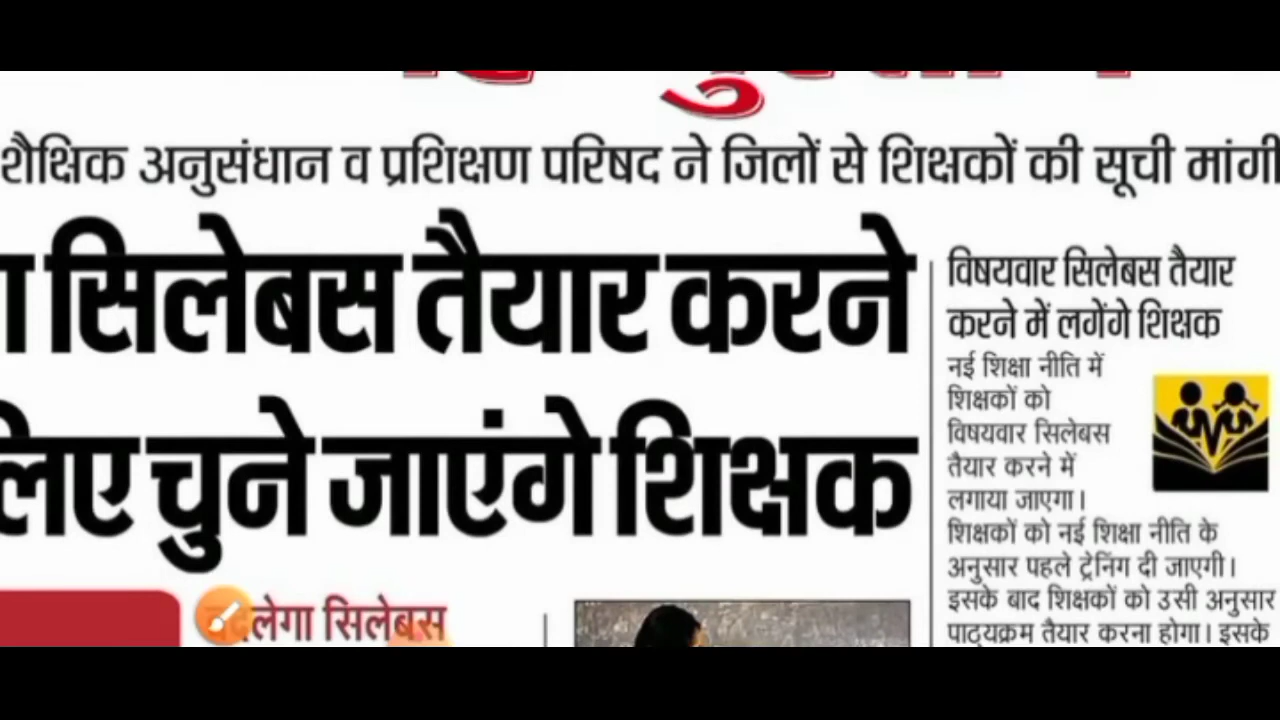 शैक्षिक अनुसंधान व प्रशिक्षण परिषद ने जिलों से शिक्षकों की सूची मांगी
सिलेबस तैयार करने
चुने जाएंगे शिक्षक
विषयवार सिलेबस तैयार
करने में लगेंगे शिक्षक
नई शिक्षा नीति में
शिक्षकों को
विषयवार सिलेबस
तैयार करने में
लगाया जाएगा।
शिक्षकों को नई शिक्षा नीति के
अनुसार पहले ट्रेनिंग दी जाएगी।
इसके बाद शिक्षकों को उसी अनुसार
पाठ्यक्रम तैयार करना होगा। इसके
सिलेबस